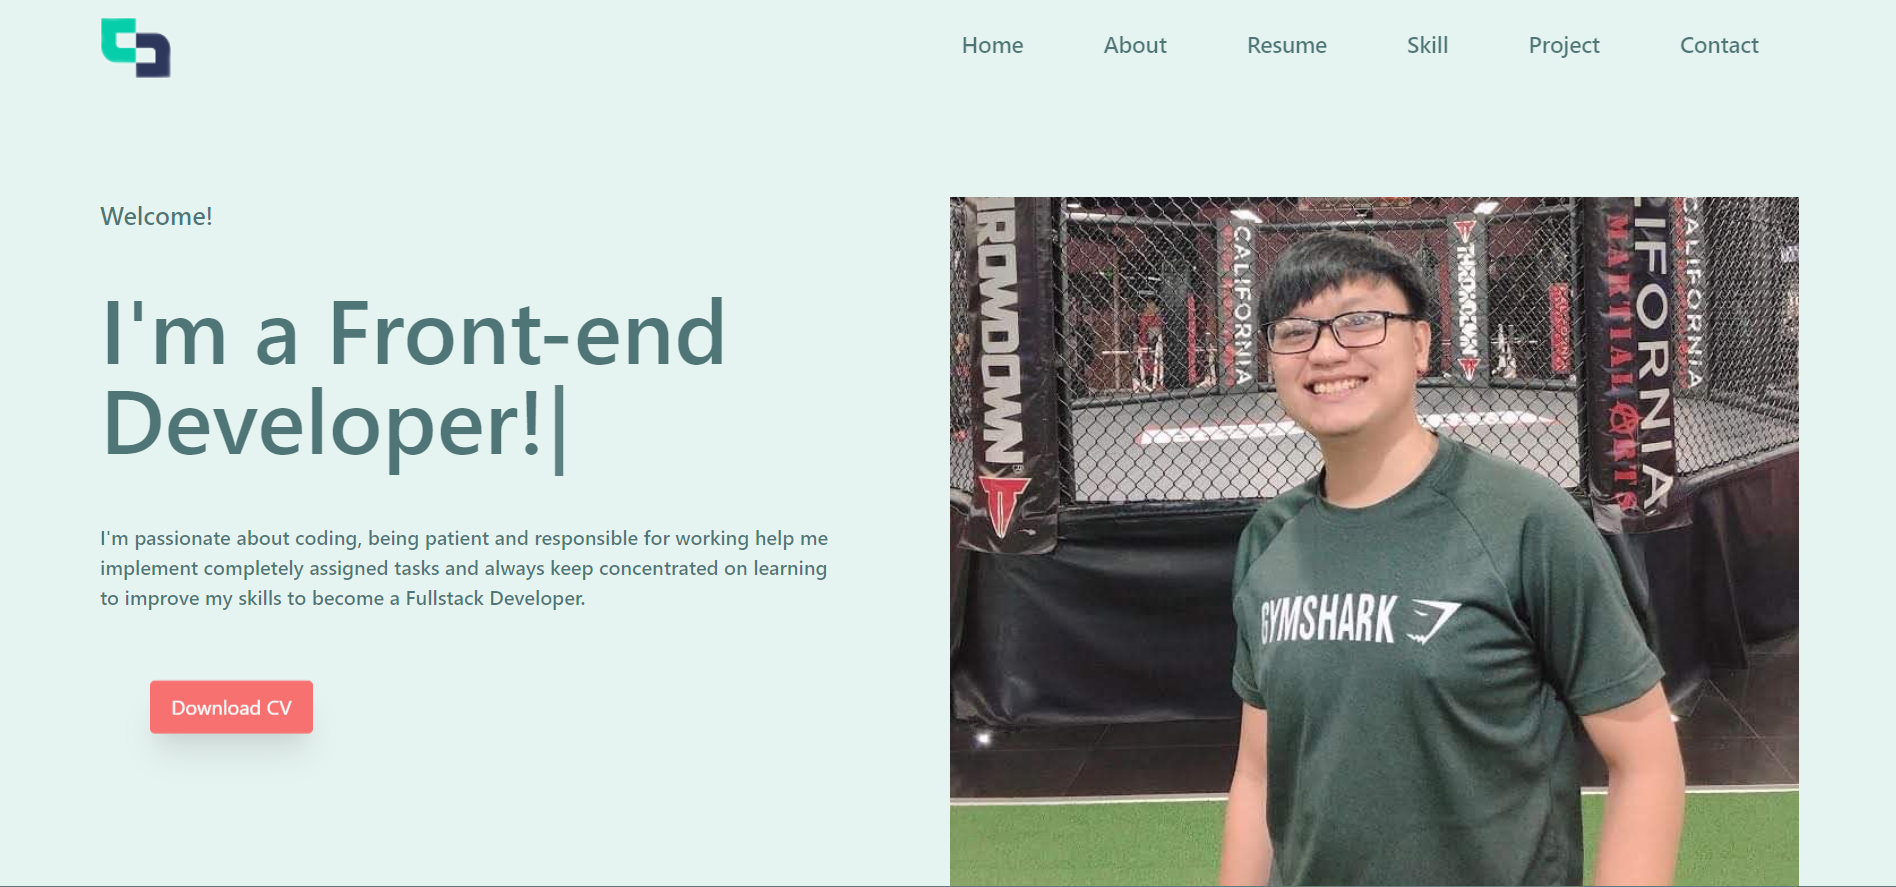 Home About Resume Skill Project Contact
Welcome!
I'm a Front-end
Developer!
I'm passionate about coding, being patient and responsible for working help me
implement completely assigned tasks and always keep concentrated on learning
to improve my skills to become a Fullstack Developer.
Download CV
IROWDOWN
CALIFORNIA
THROWDOWN
LIFORNIA
MARTIAL ARTS
CALIFORNIA
GYMSHARK